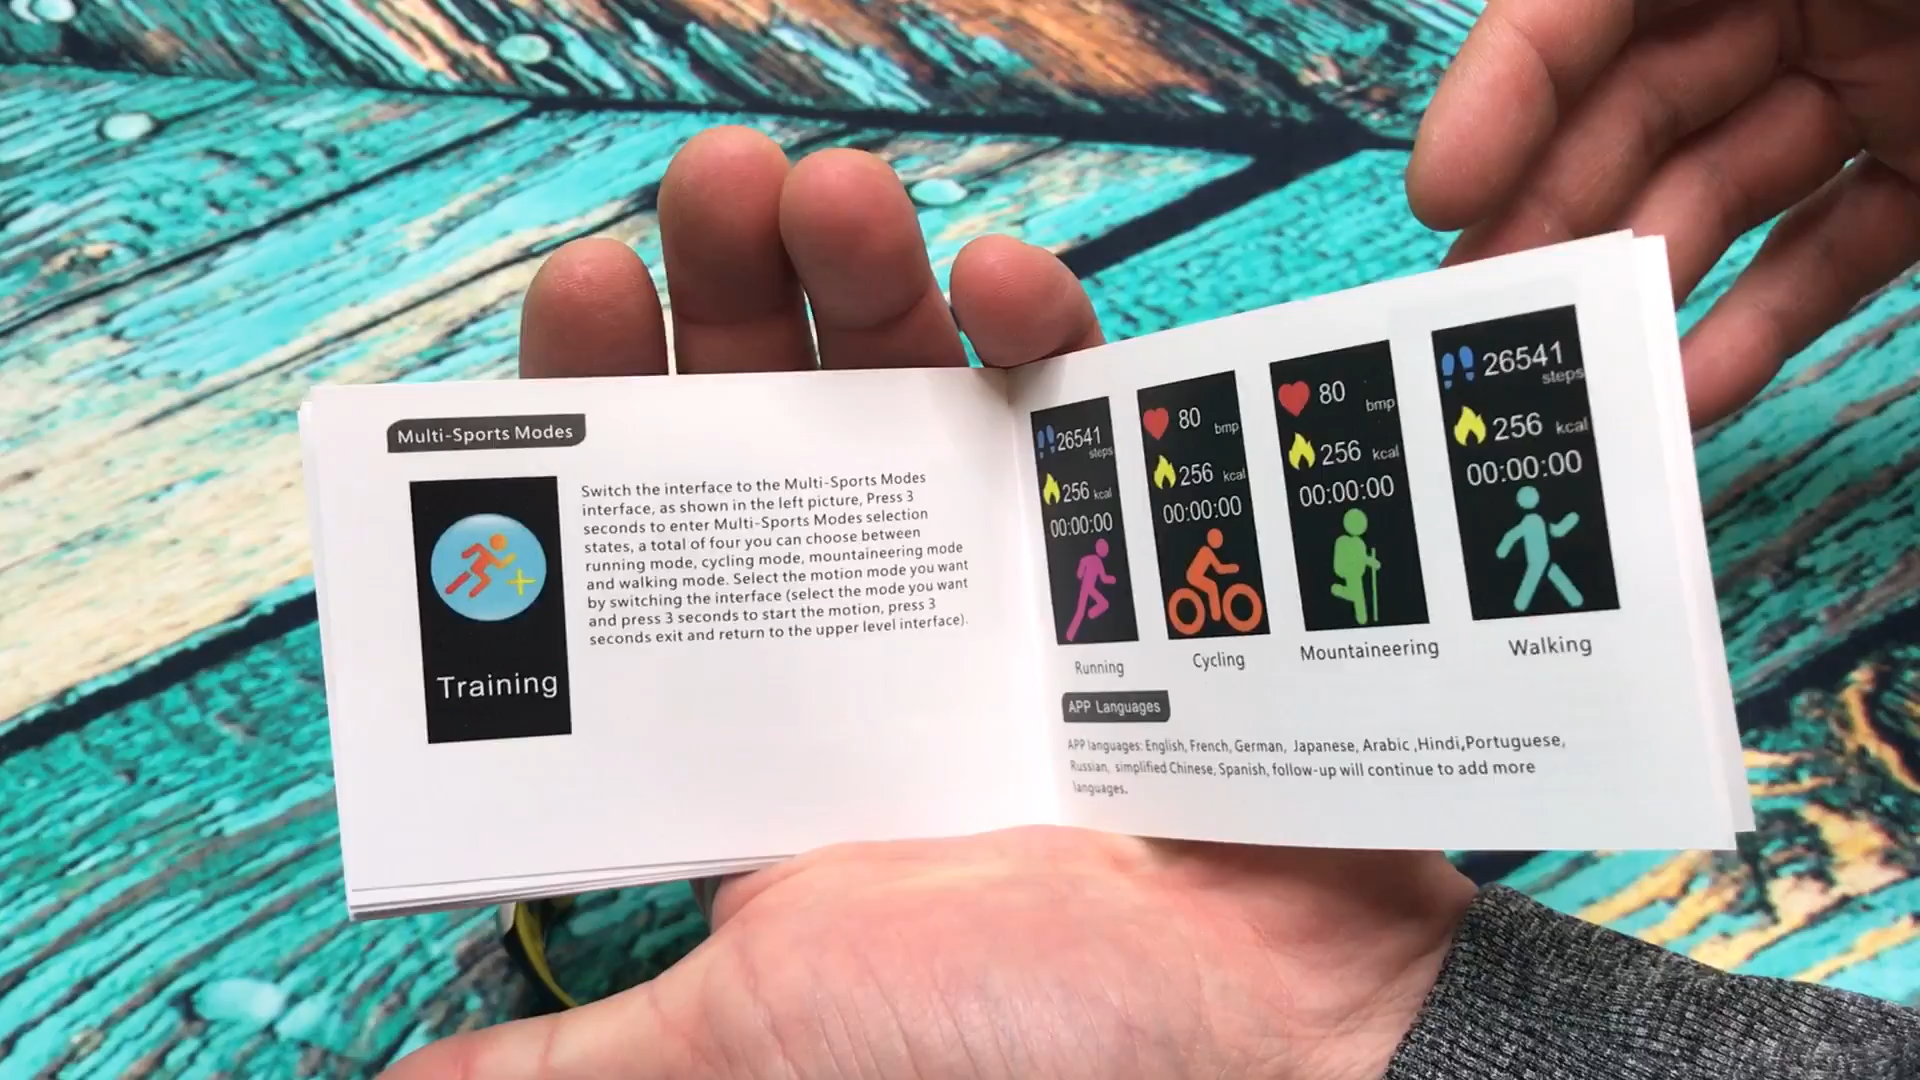 Multi-Sports Modes
Training
Switch the interface to the Multi-Sports Modes
interface, as shown in the left picture, Press 3
seconds to enter Multi-Sports Modes selection
states, a total of four you can choose between
running mode, cycling mode, mountaineering mode
and walking mode. Select the motion mode you want
by switching the interface (select the mode you want
and press 3 seconds to start the motion, press 3
seconds exit and return to the upper level interface).
26541
steps
256 kcal
00:00:00
Running
80 bmp
256 kcal
00:00:00
Cycling
80 bmp
256 kcal
00:00:00
Mountaineering
26541
steps
256 kcal
00:00:00
Walking
APP Languages
APP languages: English, French, German, Japanese, Arabic ,Hindi,Portuguese,
Russian, simplified Chinese, Spanish, follow-up will continue to add more
languages.